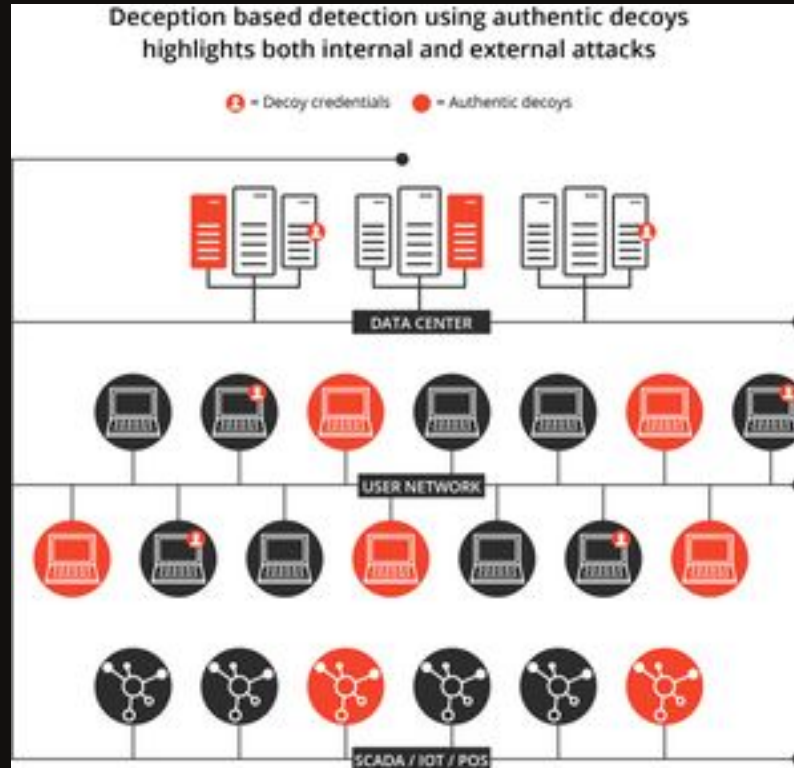 Deception based detection using authentic decoys
highlights both internal and external attacks
= Decoy credentials = Authentic decoys
DATA CENTER
USER NETWORK
SCADA / IOT / POS